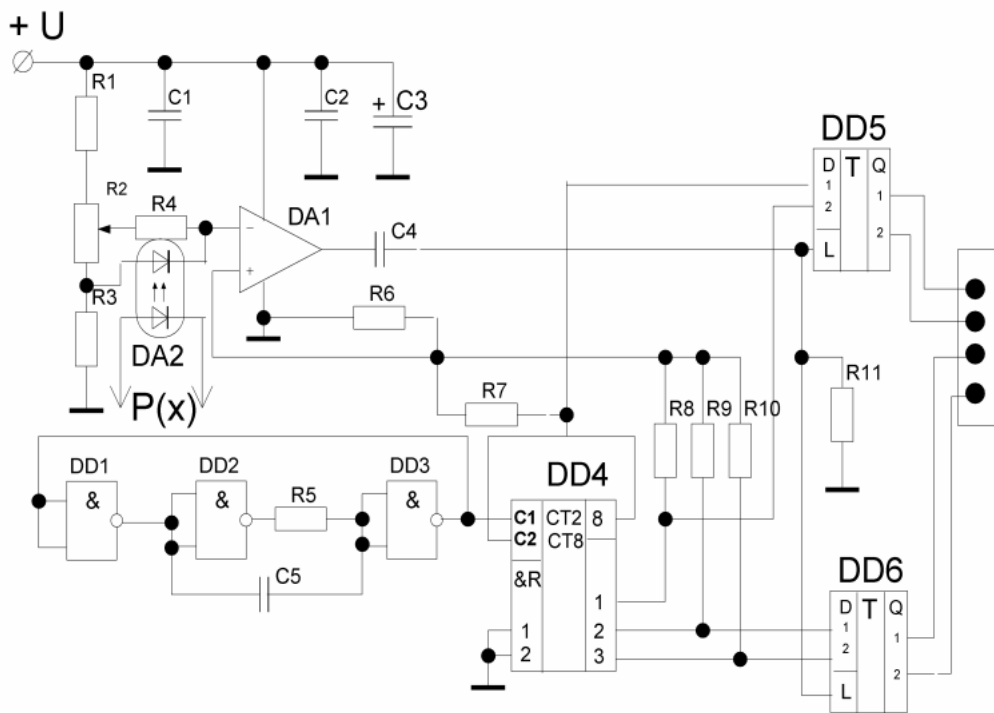 + U
R1
C1
C2
+ C3
R2
R4
DA1
−
+
C4
R3
DA2
P(x)
R6
R7
R8 R9 R10
R11
DD5
D T Q
1 1
2 2
L
DD1
&
DD2
&
R5
DD3
&
C5
DD4
C1 CT2 8
C2 CT8
&R
1
1 2
2 3
DD6
D T Q
1 1
2 2
L